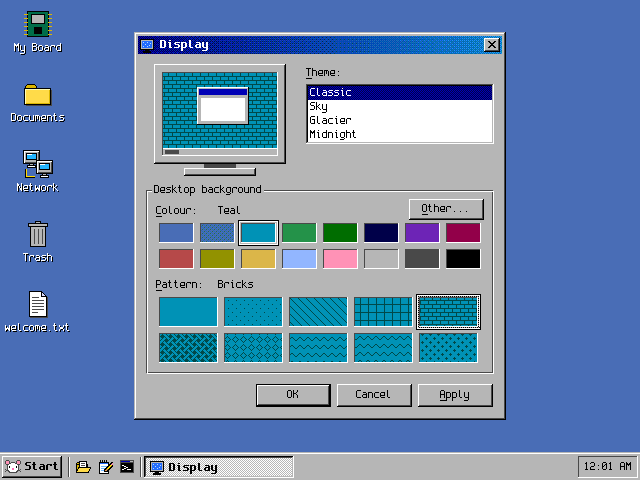 My Board
Documents
Network
Trash
welcome.txt
Display
Theme:
Classic
Sky
Glacier
Midnight
Desktop background
Colour: Teal
Other...
Pattern: Bricks
OK Cancel Apply
Start Display 12:01 AM